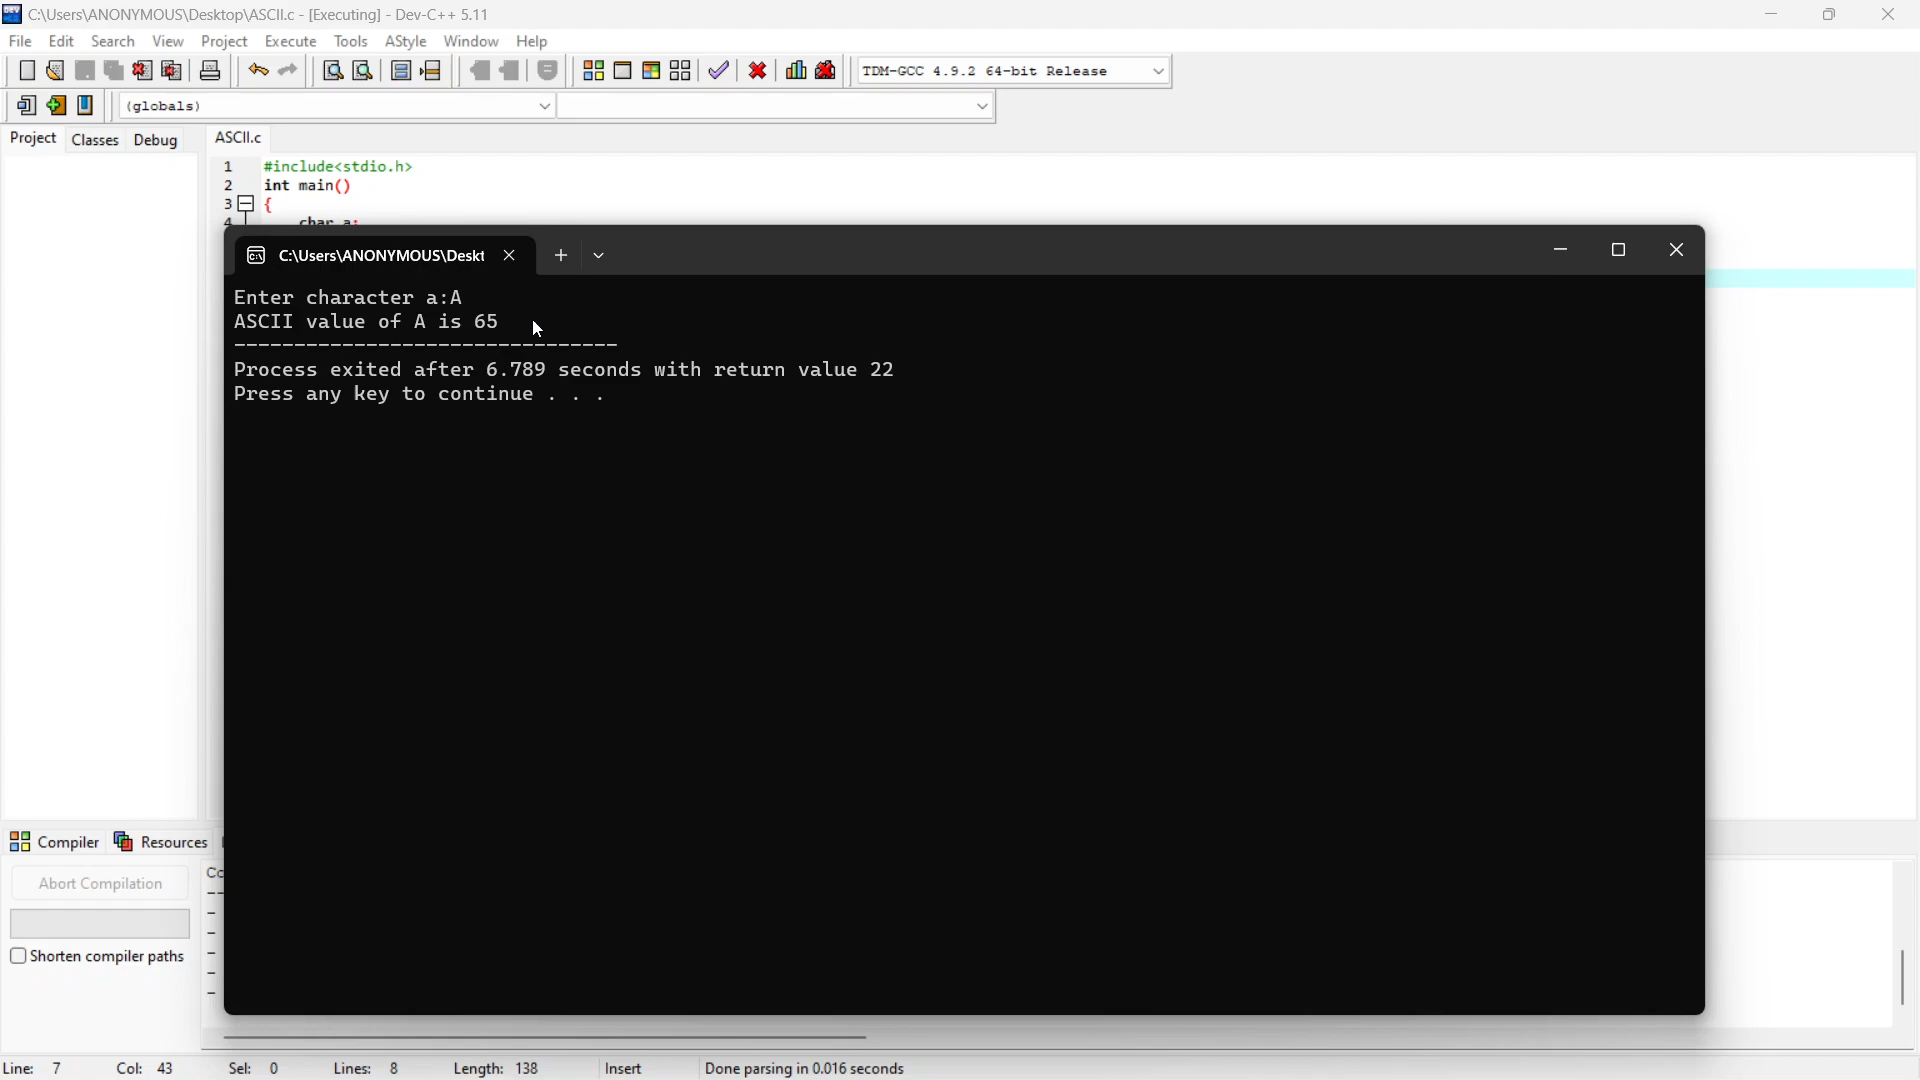 C:\Users\ANONYMOUS\Desktop\ASCII.c - [Executing] - Dev-C++ 5.11
File Edit Search View Project Execute Tools AStyle Window Help
TDM-GCC 4.9.2 64-bit Release
(globals)
Project Classes Debug ASCII.c
1 #include<stdio.h>
2 int main()
3 {
4 char a;
C:\Users\ANONYMOUS\Deskt
Enter character a:A
ASCII value of A is 65
--------------------------------
Process exited after 6.789 seconds with return value 22
Press any key to continue . . .
Compiler Resources
Abort Compilation
Shorten compiler paths
Line: 7 Col: 43 Sel: 0 Lines: 8 Length: 138 Insert Done parsing in 0.016 seconds